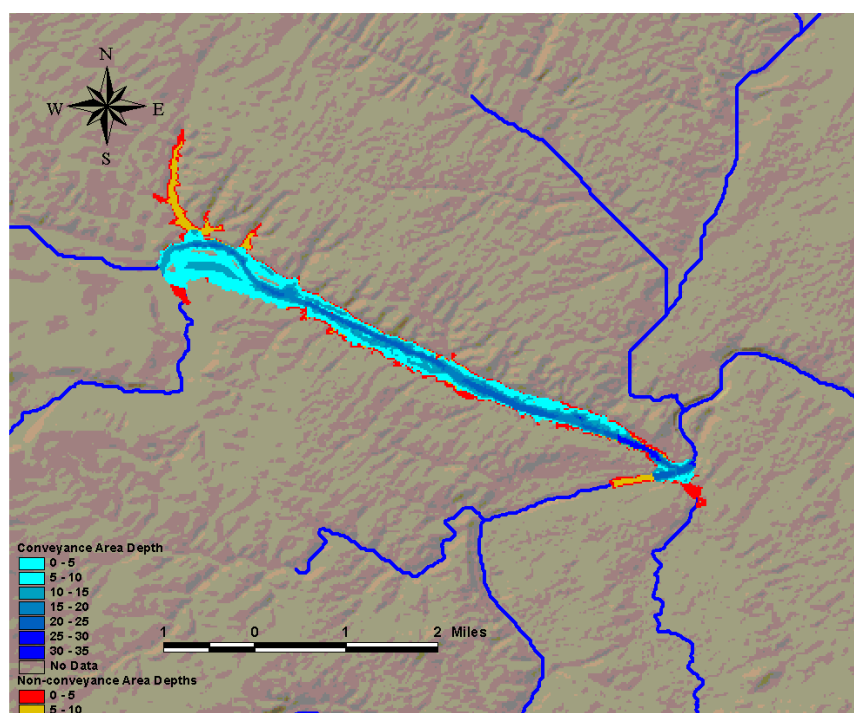 N
W E
S
Conveyance Area Depth
0 - 5
5 - 10
10 - 15
15 - 20
20 - 25
25 - 30
30 - 35
No Data
Non-conveyance Area Depths
0 - 5
5 - 10
1 0 1 2 Miles